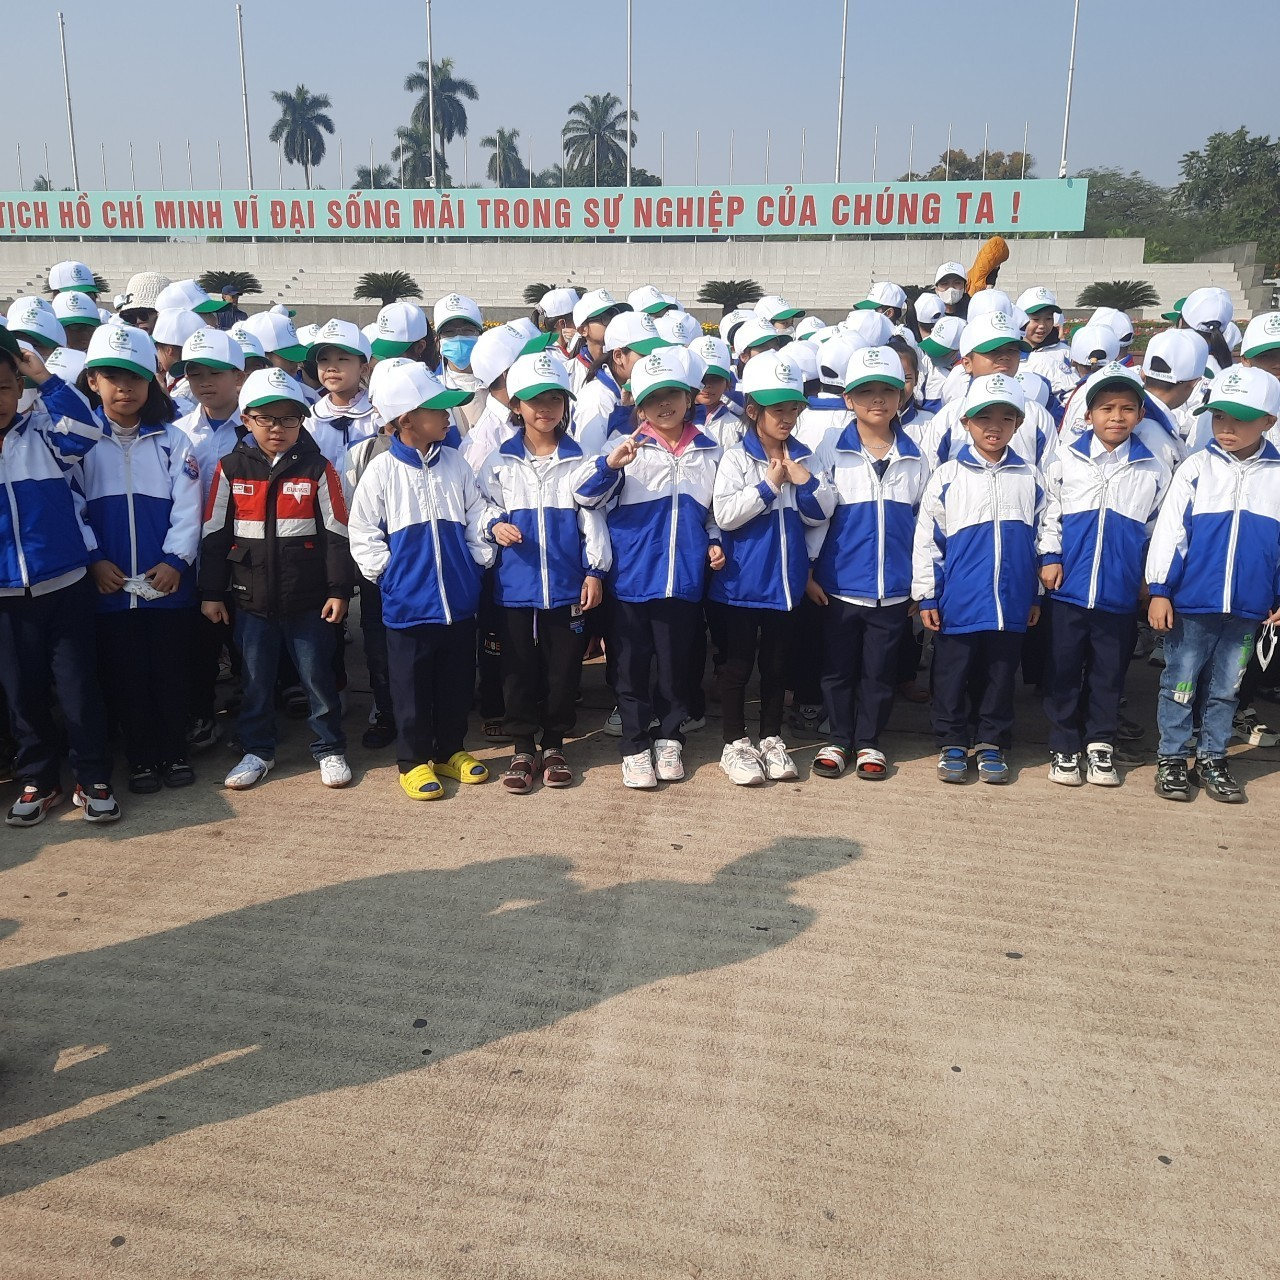 TỊCH HỒ CHÍ MINH VĨ ĐẠI SỐNG MÃI TRONG SỰ NGHIỆP CỦA CHÚNG TA !